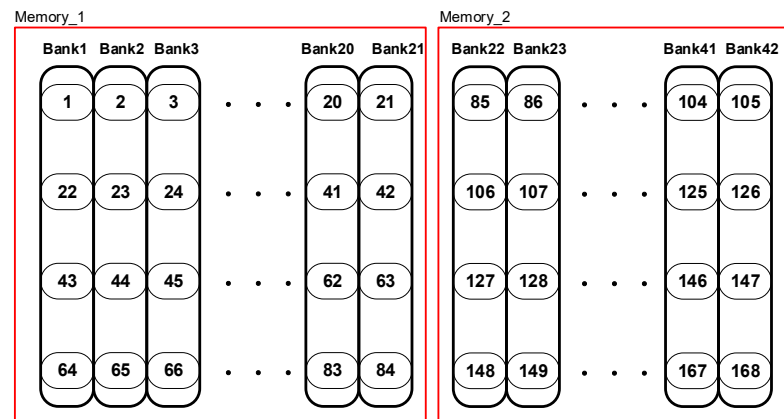 Memory_1 Memory_2
Bank1 Bank2 Bank3 Bank20 Bank21 Bank22 Bank23 Bank41 Bank42
1 2 3 . . . 20 21 85 86 . . . 104 105
22 23 24 . . . 41 42 106 107 . . . 125 126
43 44 45 . . . 62 63 127 128 . . . 146 147
64 65 66 . . . 83 84 148 149 . . . 167 168